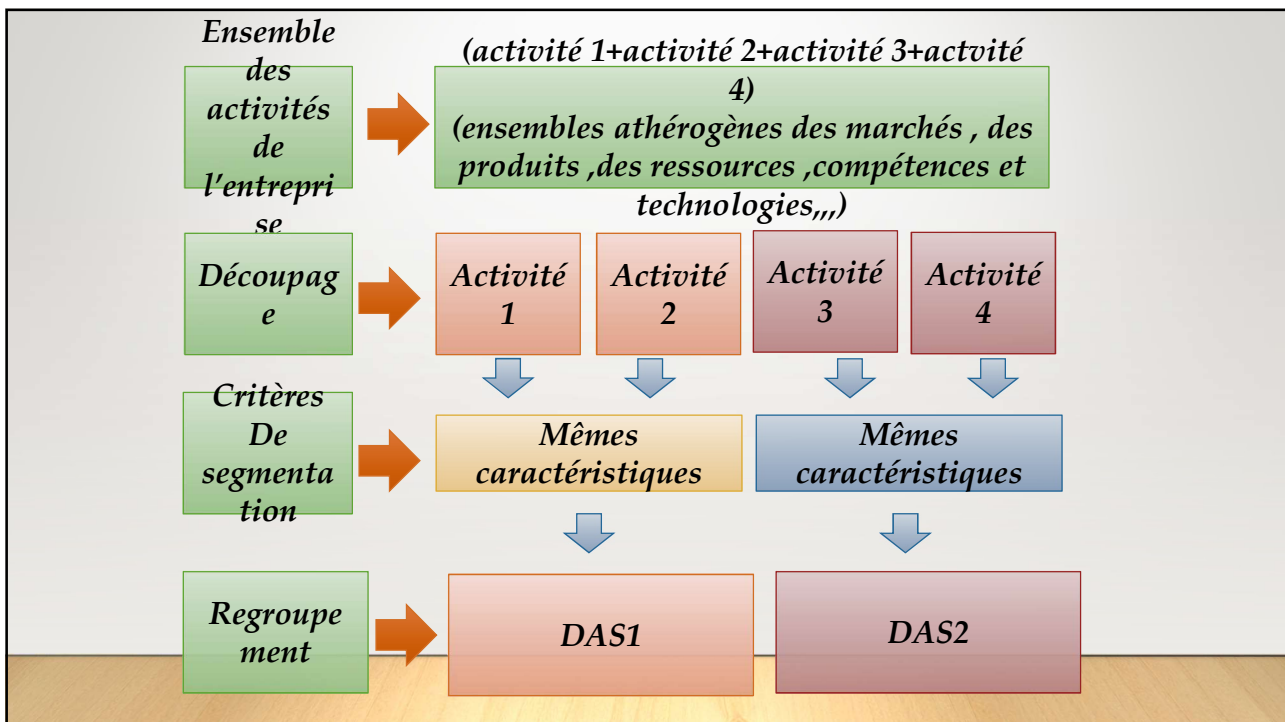 Ensemble
des
activités
de
l'entrepri
se
(activité 1+activité 2+activité 3+actvité
4)
(ensembles athérogènes des marchés , des
produits ,des ressources ,compétences et
technologies,,,)
Découpag
e
Activité
1
Activité
2
Activité
3
Activité
4
Critères
De
segmenta
tion
Mêmes
caractéristiques
Mêmes
caractéristiques
Regroupe
ment
DAS1
DAS2